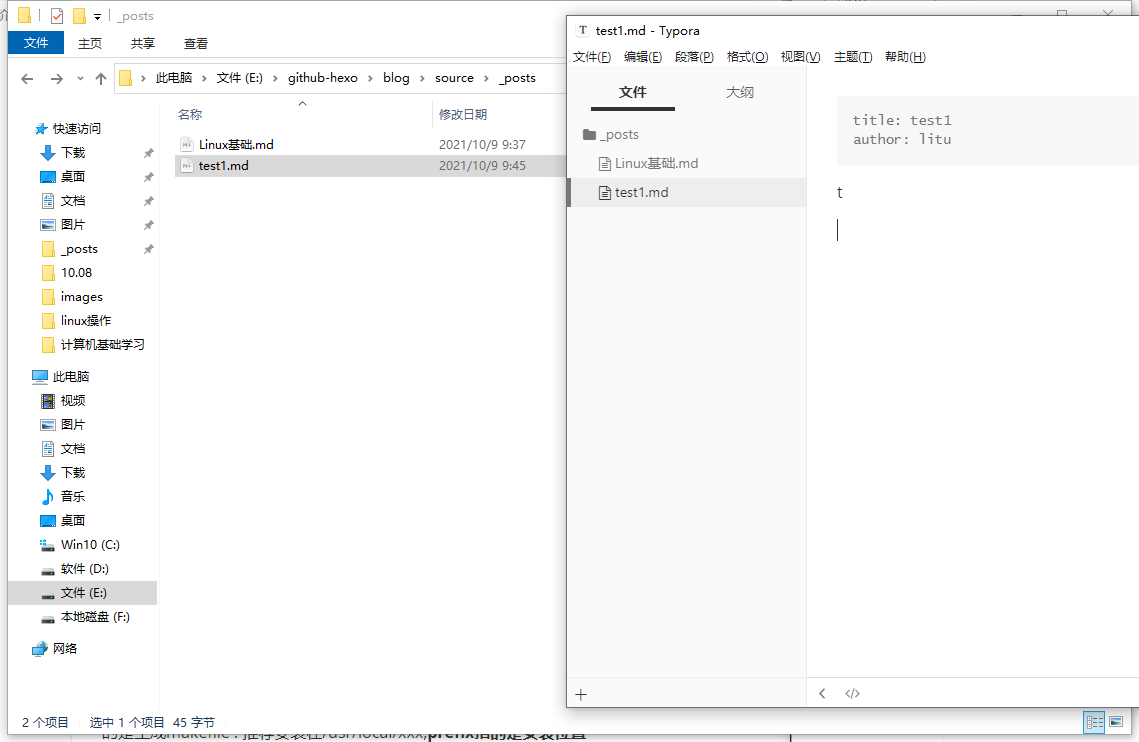 _posts
文件 主页 共享 查看
此电脑 文件 (E:) github-hexo blog source _posts
名称 修改日期
Linux基础.md 2021/10/9 9:37
test1.md 2021/10/9 9:45
快速访问
下载
桌面
文档
图片
_posts
10.08
images
linux操作
计算机基础学习
此电脑
视频
图片
文档
下载
音乐
桌面
Win10 (C:)
软件 (D:)
文件 (E:)
本地磁盘 (F:)
网络
2 个项目 选中 1 个项目 45 字节
test1.md - Typora
文件(F) 编辑(E) 段落(P) 格式(O) 视图(V) 主题(T) 帮助(H)
文件 大纲
_posts
Linux基础.md
test1.md
title: test1
author: litu
t